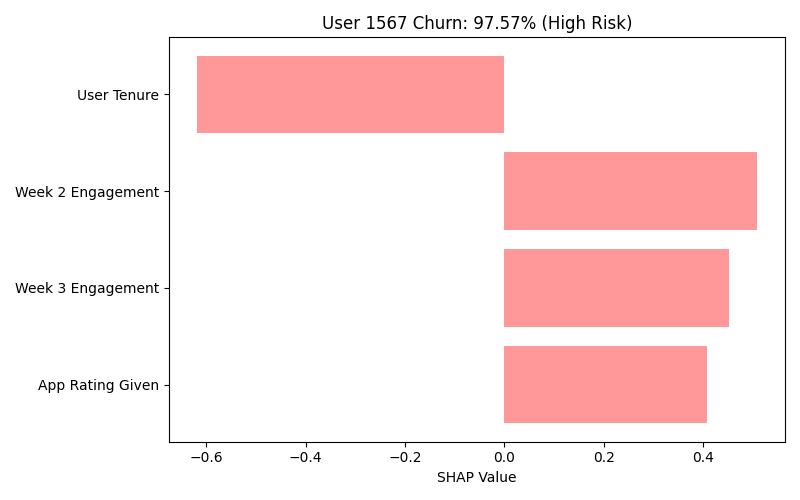 User 1567 Churn: 97.57% (High Risk)
User Tenure
Week 2 Engagement
Week 3 Engagement
App Rating Given
−0.6 −0.4 −0.2 0.0 0.2 0.4
SHAP Value